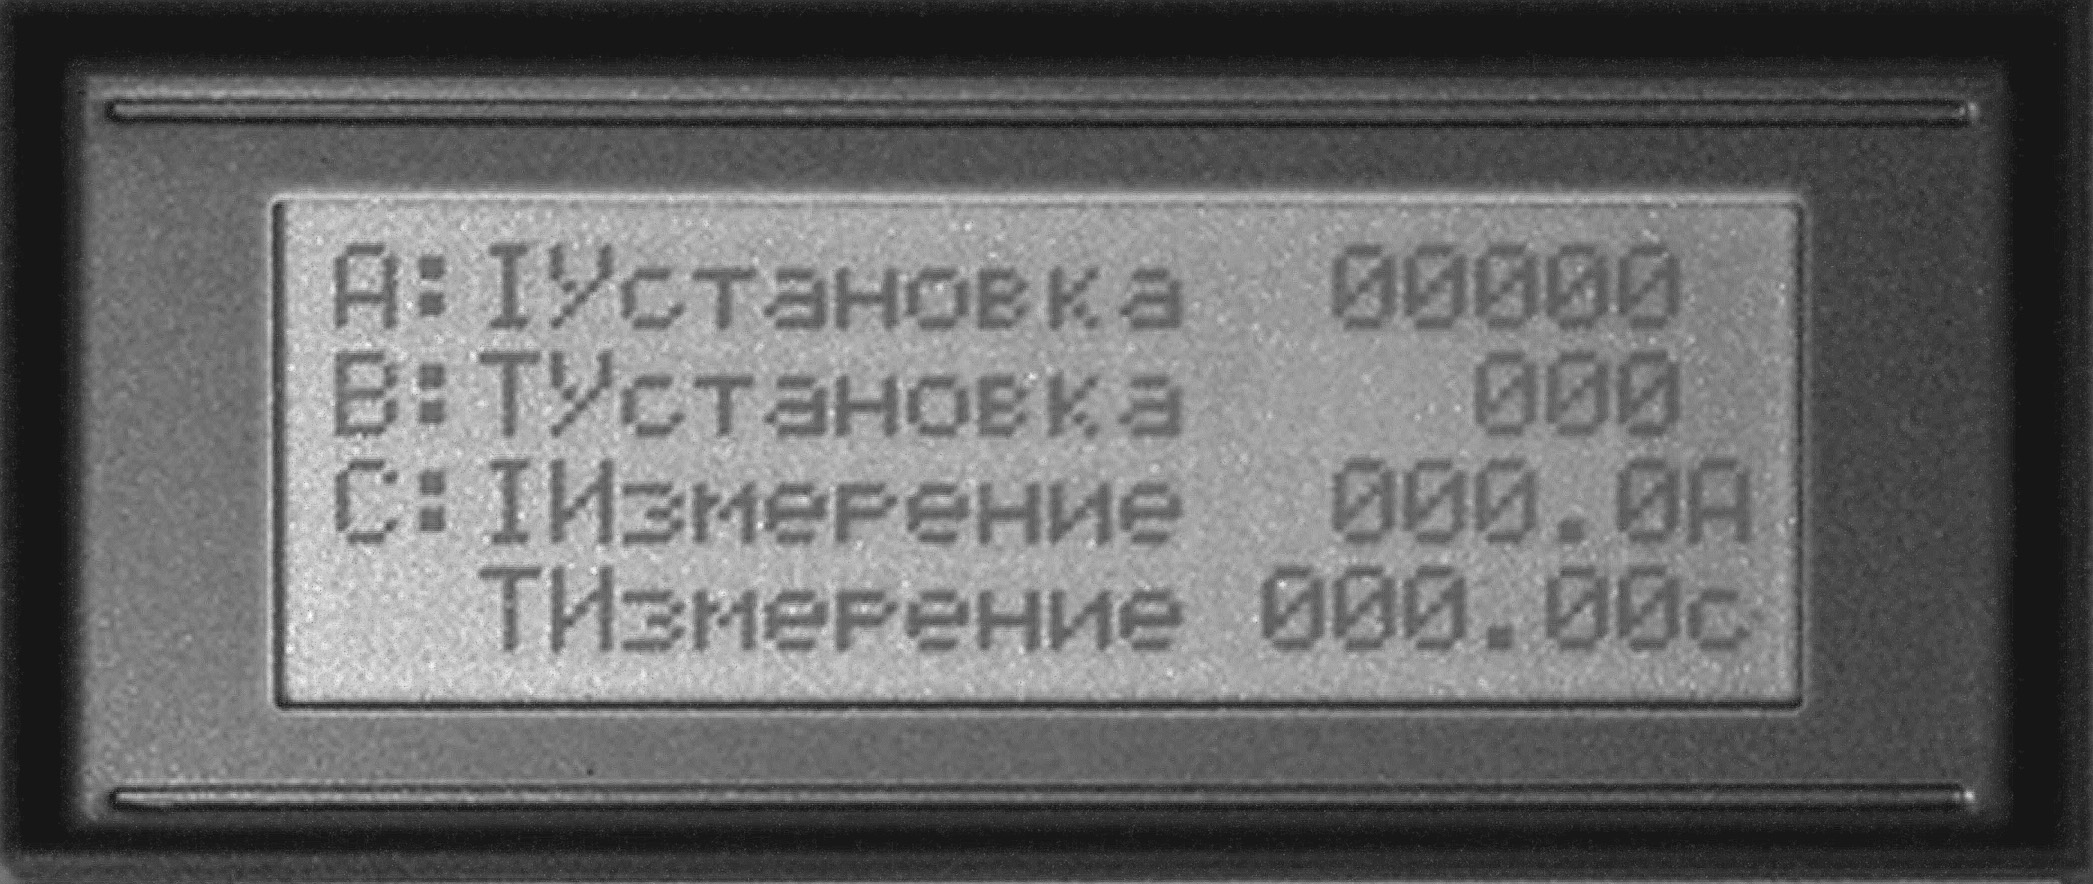 A:IУстановка 00000
B:TУстановка 000
C:IИзмерение 000.0A
TИзмерение 000.00c